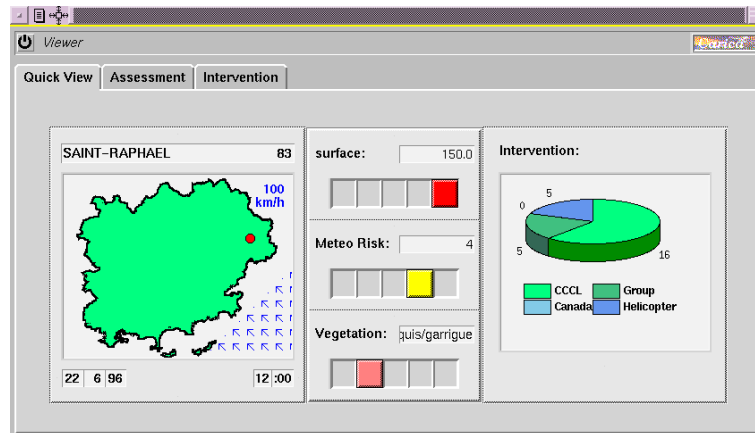 Viewer
Carica
Quick View Assessment Intervention
SAINT-RAPHAEL 83
100
km/h
22 6 96 12 :00
surface: 150.0
Meteo Risk: 4
Vegetation: quis/garrigue
Intervention:
5
0
5
16
CCCL Group
Canada Helicopter